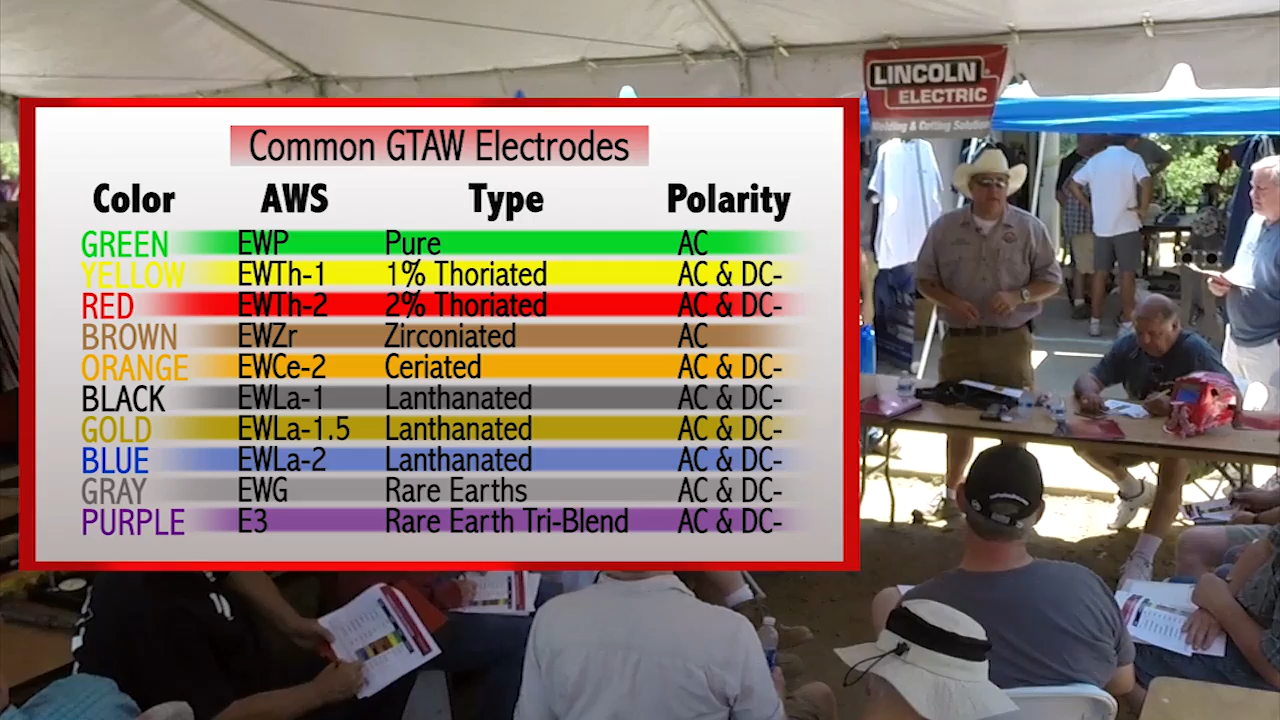 Common GTAW Electrodes
Color AWS Type Polarity
GREEN EWP Pure AC
YELLOW EWTh-1 1% Thoriated AC & DC-
RED EWTh-2 2% Thoriated AC & DC-
BROWN EWZr Zirconiated AC
ORANGE EWCe-2 Ceriated AC & DC-
BLACK EWLa-1 Lanthanated AC & DC-
GOLD EWLa-1.5 Lanthanated AC & DC-
BLUE EWLa-2 Lanthanated AC & DC-
GRAY EWG Rare Earths AC & DC-
PURPLE E3 Rare Earth Tri-Blend AC & DC-
LINCOLN
ELECTRIC
Welding & Cutting Solutions